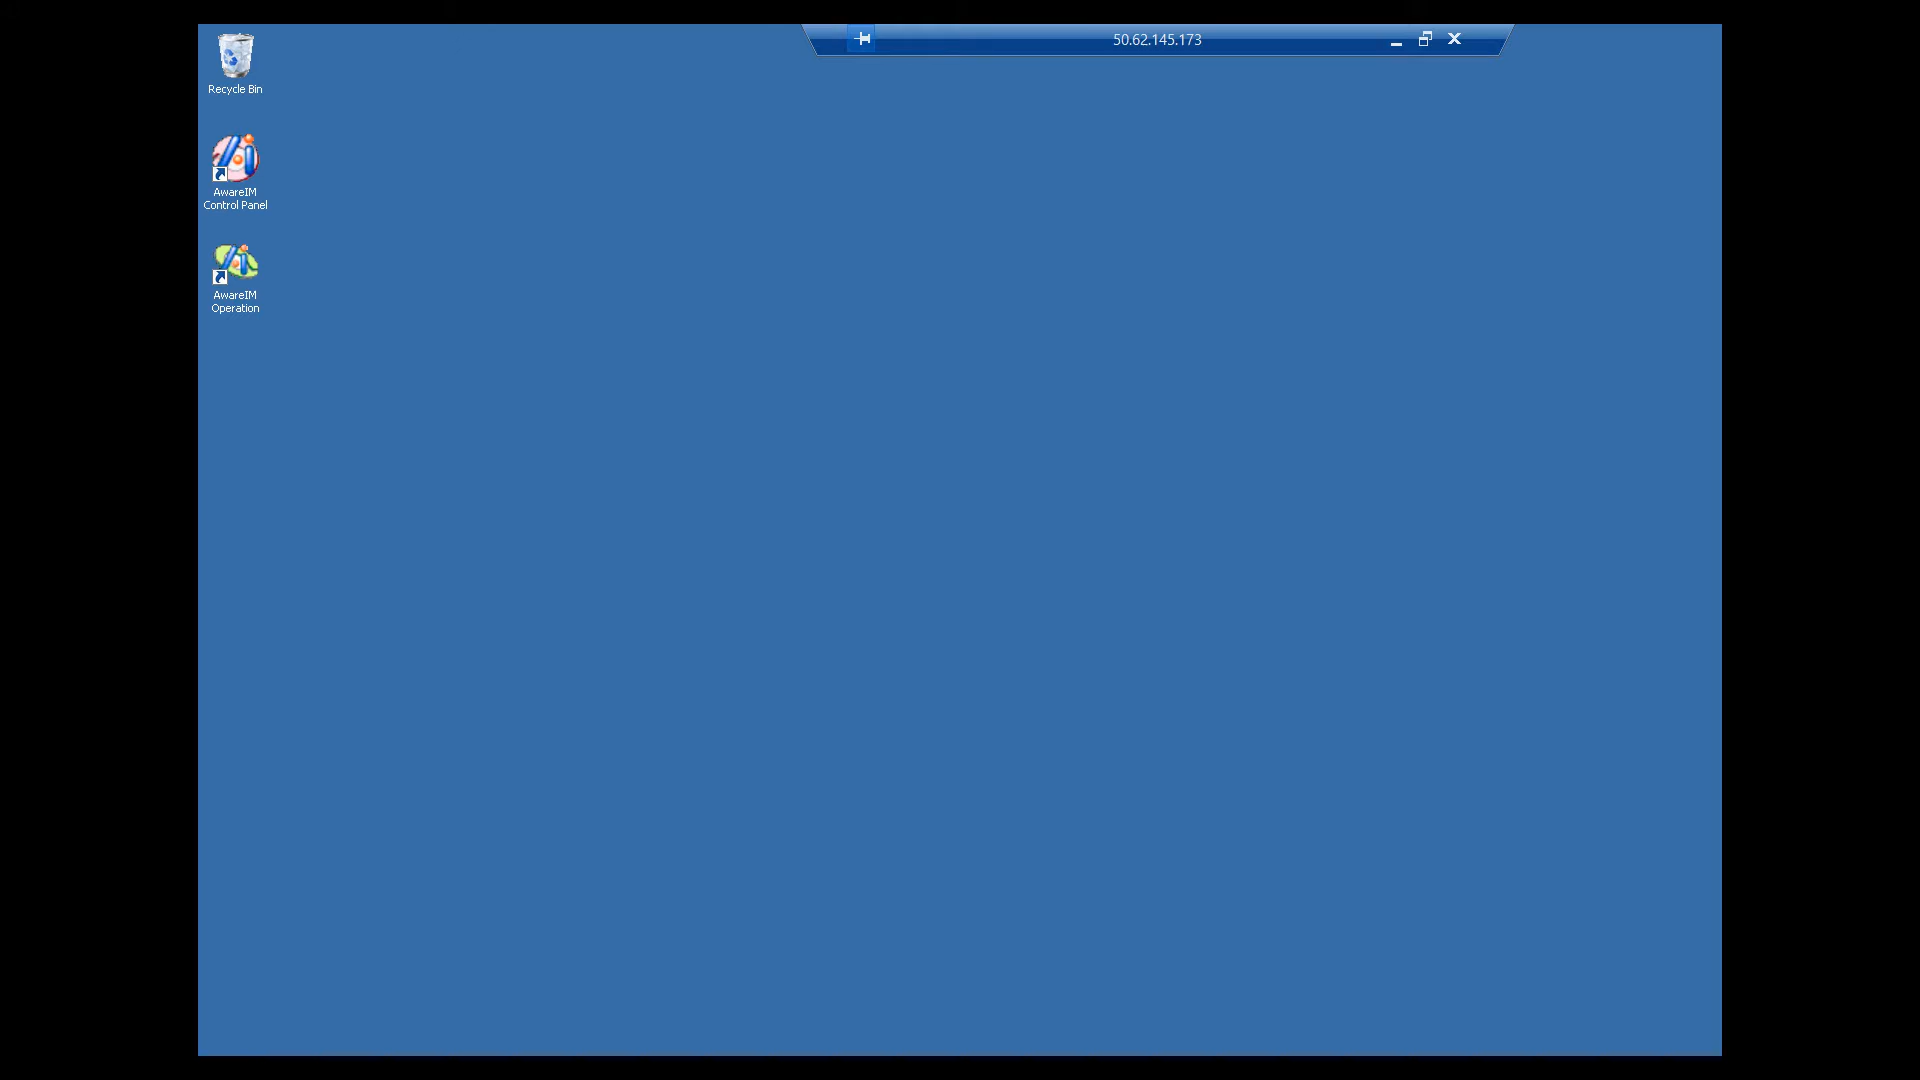 50.62.145.173
Recycle Bin
AwareIM
Control Panel
AwareIM
Operation